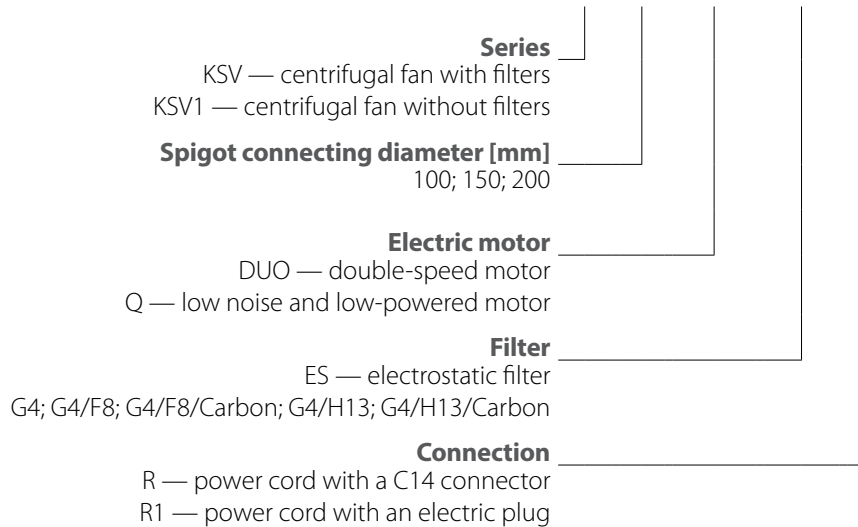 Series
KSV — centrifugal fan with filters
KSV1 — centrifugal fan without filters
Spigot connecting diameter [mm]
100; 150; 200
Electric motor
DUO — double-speed motor
Q — low noise and low-powered motor
Filter
ES — electrostatic filter
G4; G4/F8; G4/F8/Carbon; G4/H13; G4/H13/Carbon
Connection
R — power cord with a C14 connector
R1 — power cord with an electric plug